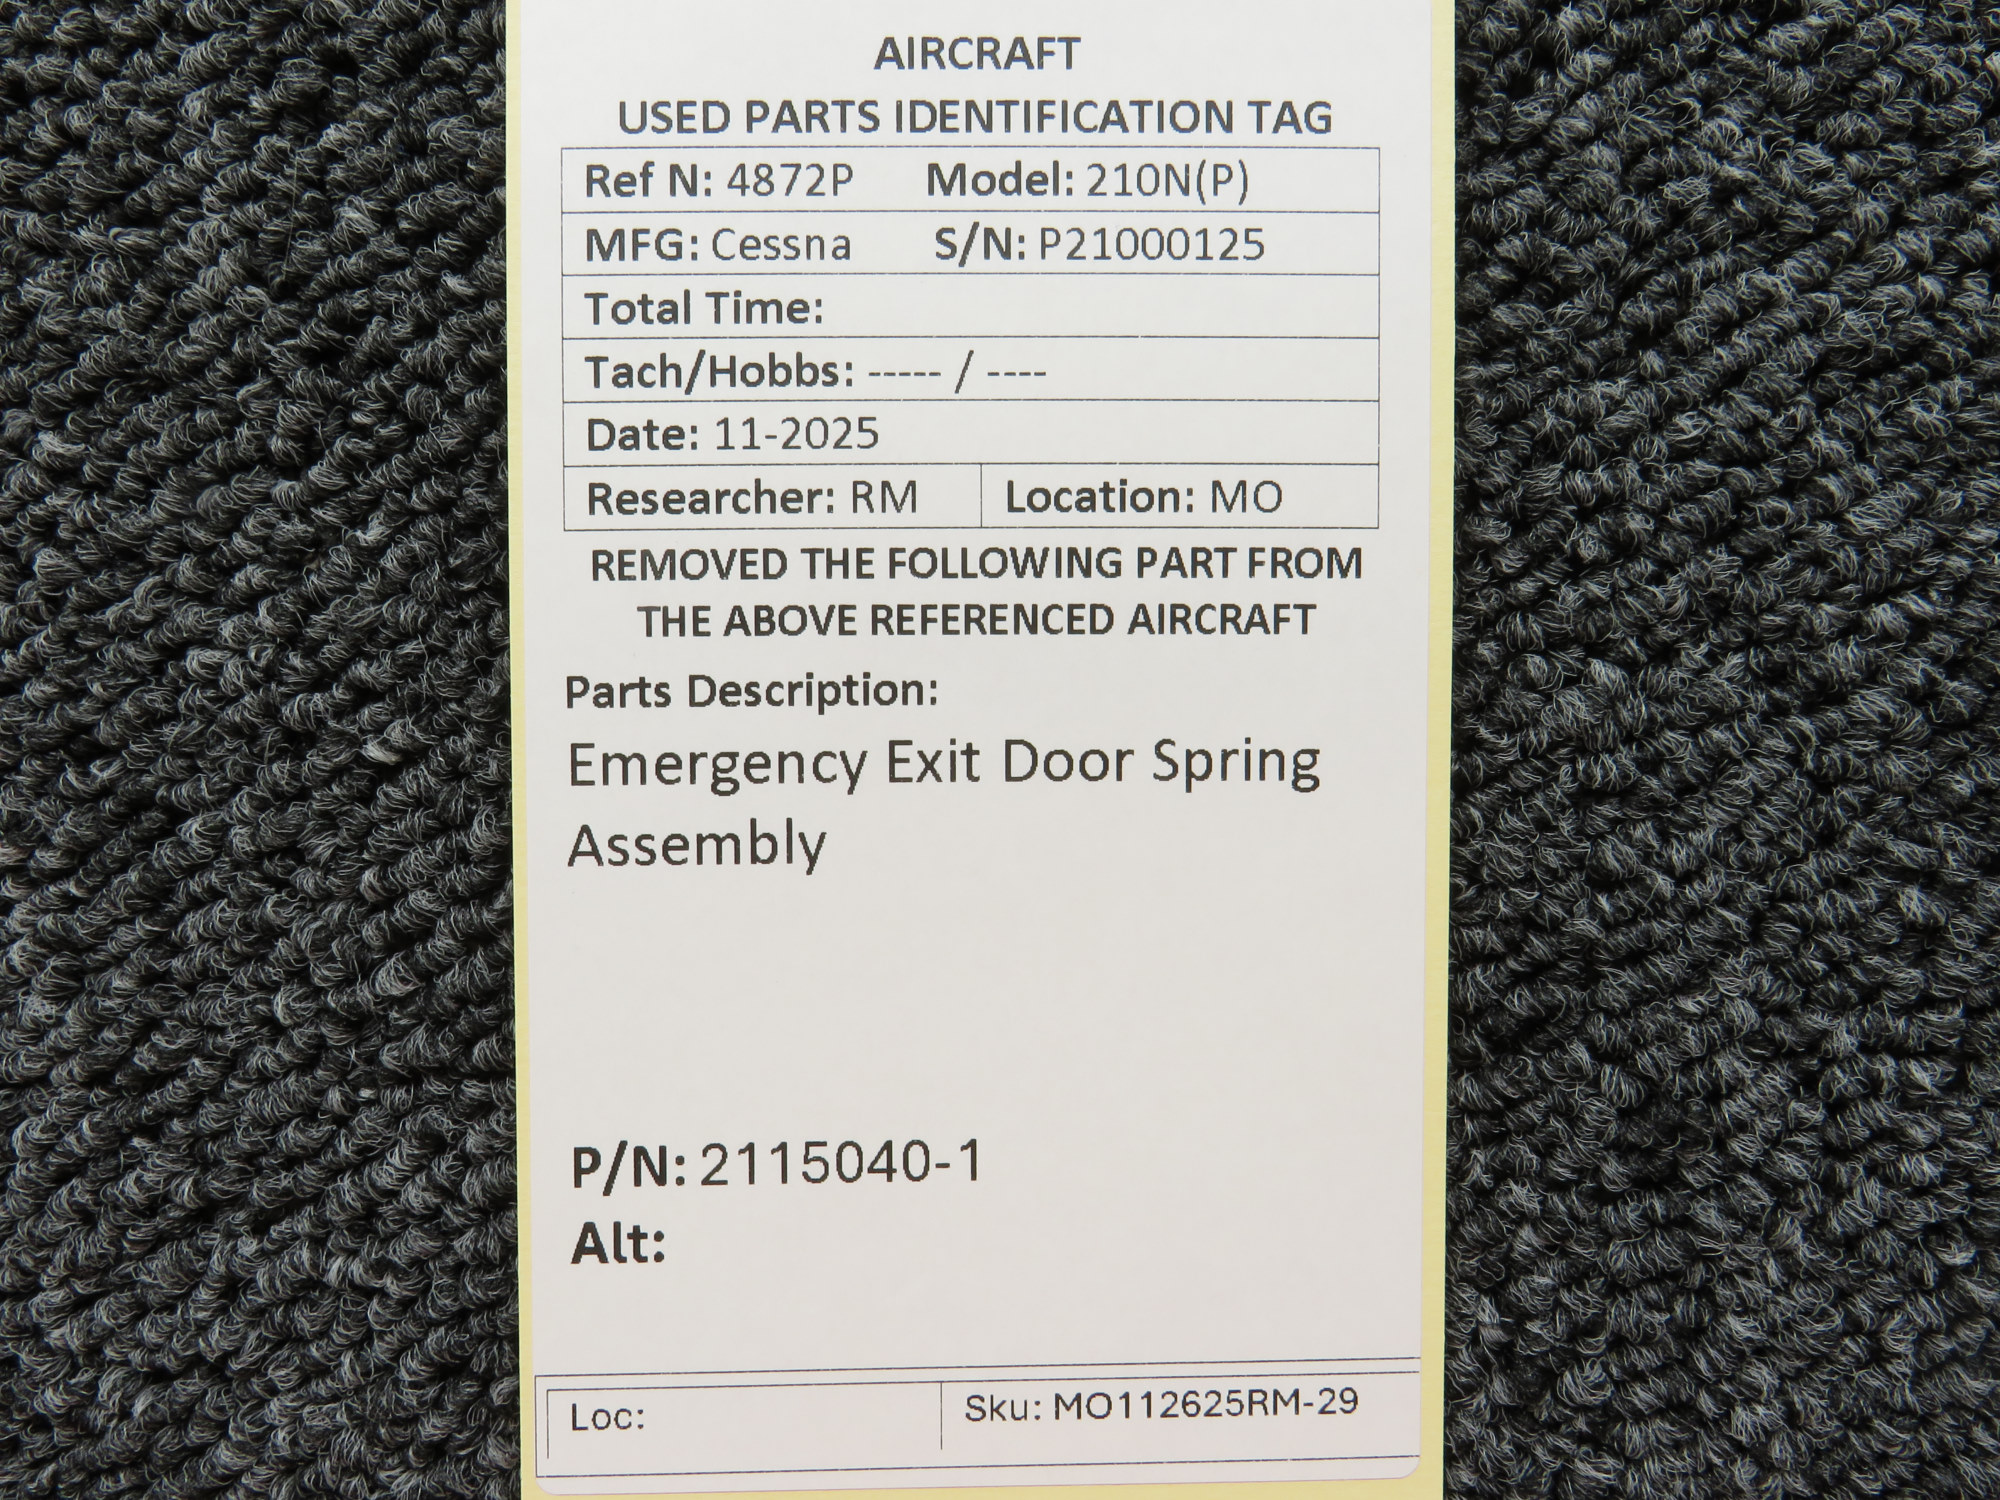 AIRCRAFT
USED PARTS IDENTIFICATION TAG
Ref N: 4872P Model: 210N(P)
MFG: Cessna S/N: P21000125
Total Time:
Tach/Hobbs: ----- / ----
Date: 11-2025
Researcher: RM Location: MO
REMOVED THE FOLLOWING PART FROM
THE ABOVE REFERENCED AIRCRAFT
Parts Description:
Emergency Exit Door Spring
Assembly
P/N: 2115040-1
Alt:
Loc: Sku: MO112625RM-29